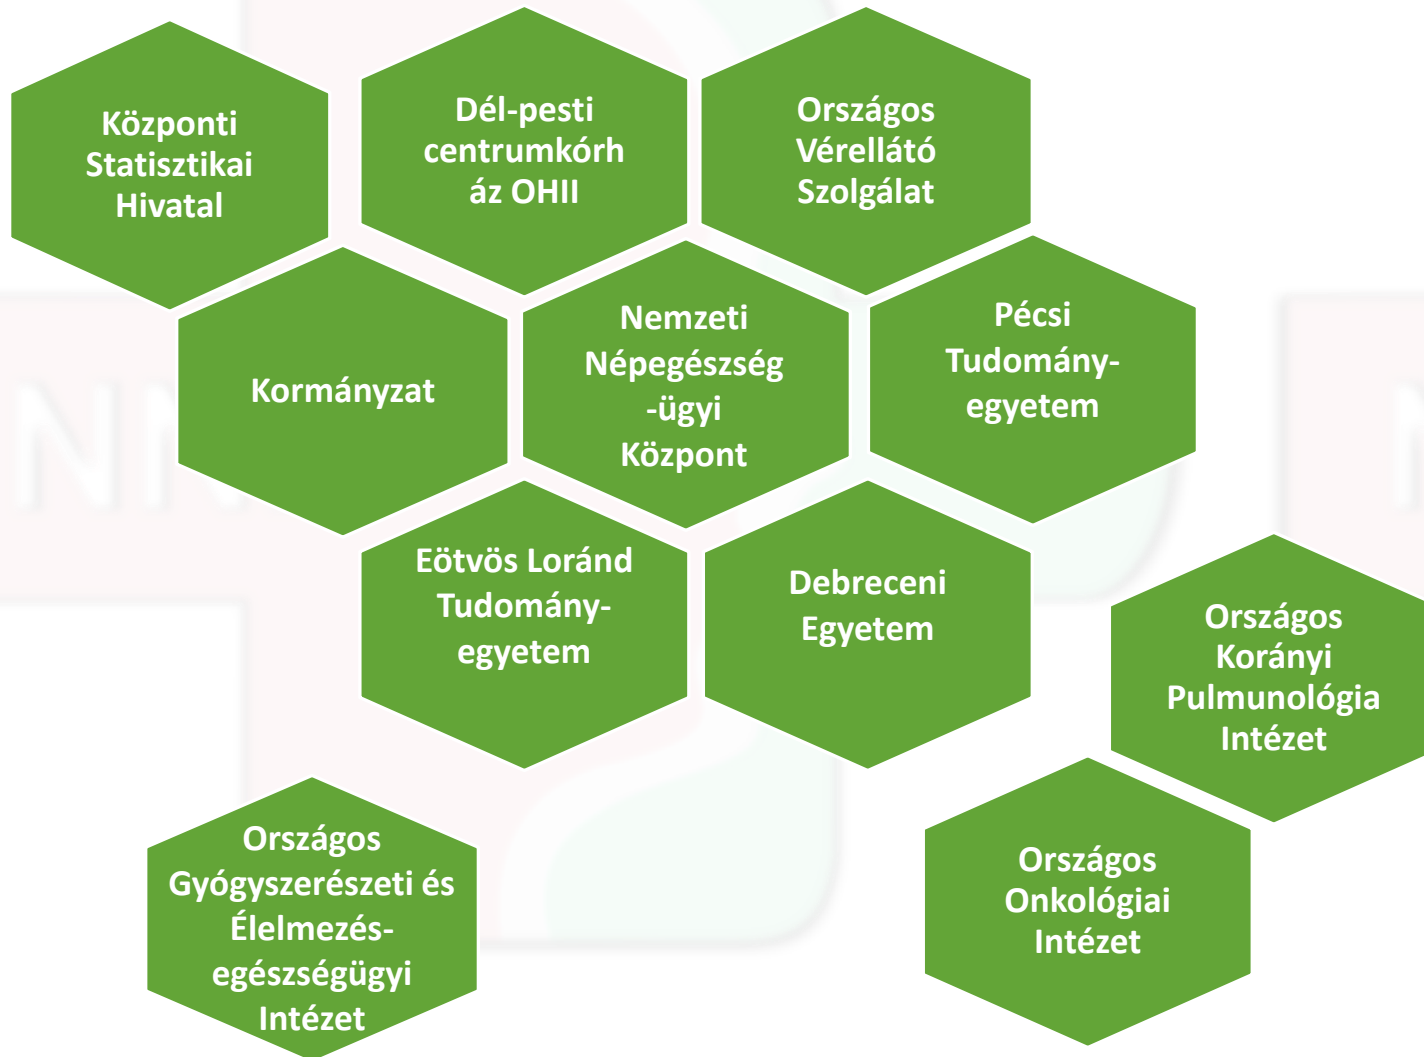 Központi
Statisztikai
Hivatal
Dél-pesti
centrumkórh
áz OHII
Országos
Vérellátó
Szolgálat
Kormányzat
Nemzeti
Népegészség
-ügyi
Központ
Pécsi
Tudomány-
egyetem
Eötvös Loránd
Tudomány-
egyetem
Debreceni
Egyetem
Országos
Korányi
Pulmunológia
Intézet
Országos
Gyógyszerészeti és
Élelmezés-
egészségügyi
Intézet
Országos
Onkológiai
Intézet